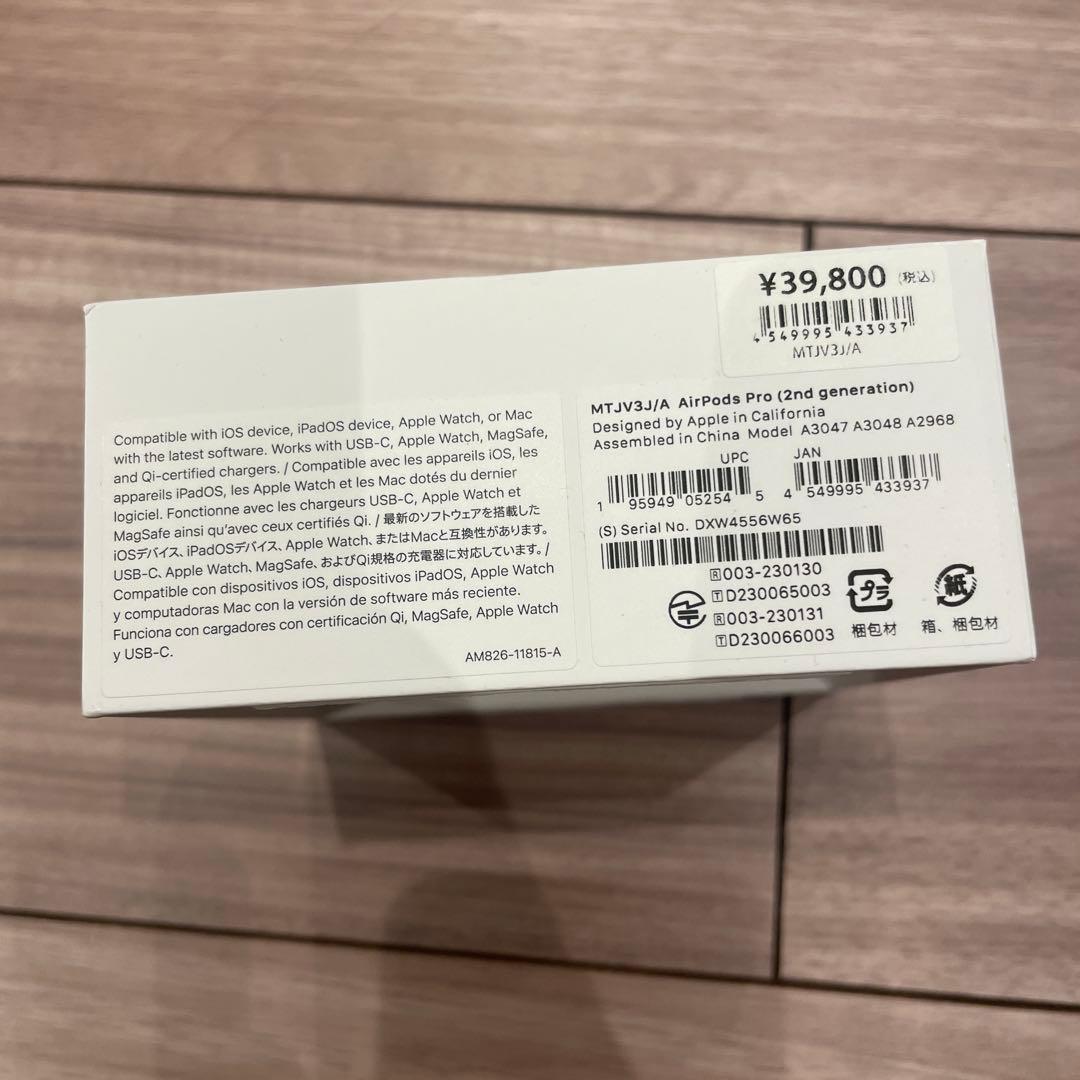 ¥39,800 (税込)
4 549995 433937
MTJV3J/A
Compatible with iOS device, iPadOS device, Apple Watch, or Mac
with the latest software. Works with USB-C, Apple Watch, MagSafe,
and Qi-certified chargers. / Compatible avec les appareils iOS, les
appareils iPadOS, les Apple Watch et les Mac dotés du dernier
logiciel. Fonctionne avec les chargeurs USB-C, Apple Watch et
MagSafe ainsi qu'avec ceux certifiés Qi. / 最新のソフトウェアを搭載した
iOSデバイス、iPadOSデバイス、Apple Watch、またはMacと互換性があります。
USB-C、Apple Watch、MagSafe、およびQi規格の充電器に対応しています。 /
Compatible con dispositivos iOS, dispositivos iPadOS, Apple Watch
y computadoras Mac con la versión de software más reciente.
Funciona con cargadores con certificación Qi, MagSafe, Apple Watch
y USB-C.
AM826-11815-A
MTJV3J/A AirPods Pro (2nd generation)
Designed by Apple in California
Assembled in China Model A3047 A3048 A2968
UPC JAN
1 95949 05254 5 4 549995 433937
(S) Serial No. DXW4556W65
R 003-230130
T D230065003
R 003-230131
T D230066003
プラ
梱包材
紙
箱、梱包材